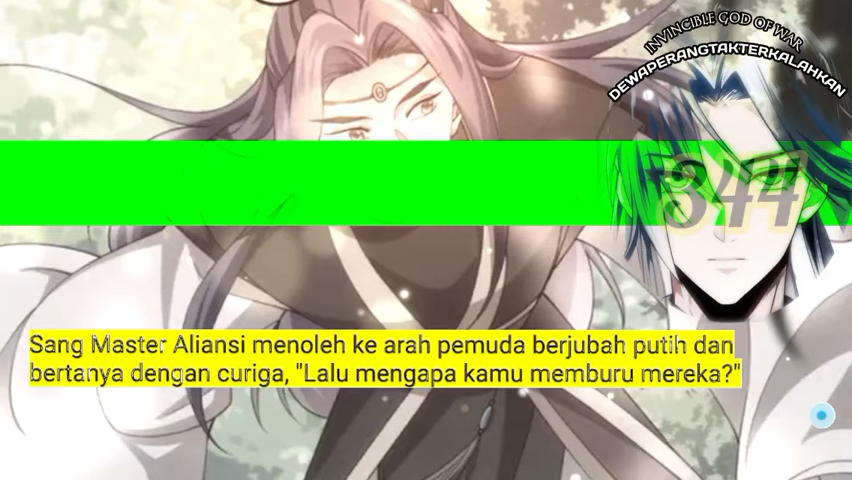 INVINCIBLE GOD OF WAR
DEWAPERANGTAKTERKALAHKAN
344
Sang Master Aliansi menoleh ke arah pemuda berjubah putih dan
bertanya dengan curiga, "Lalu mengapa kamu memburu mereka?"